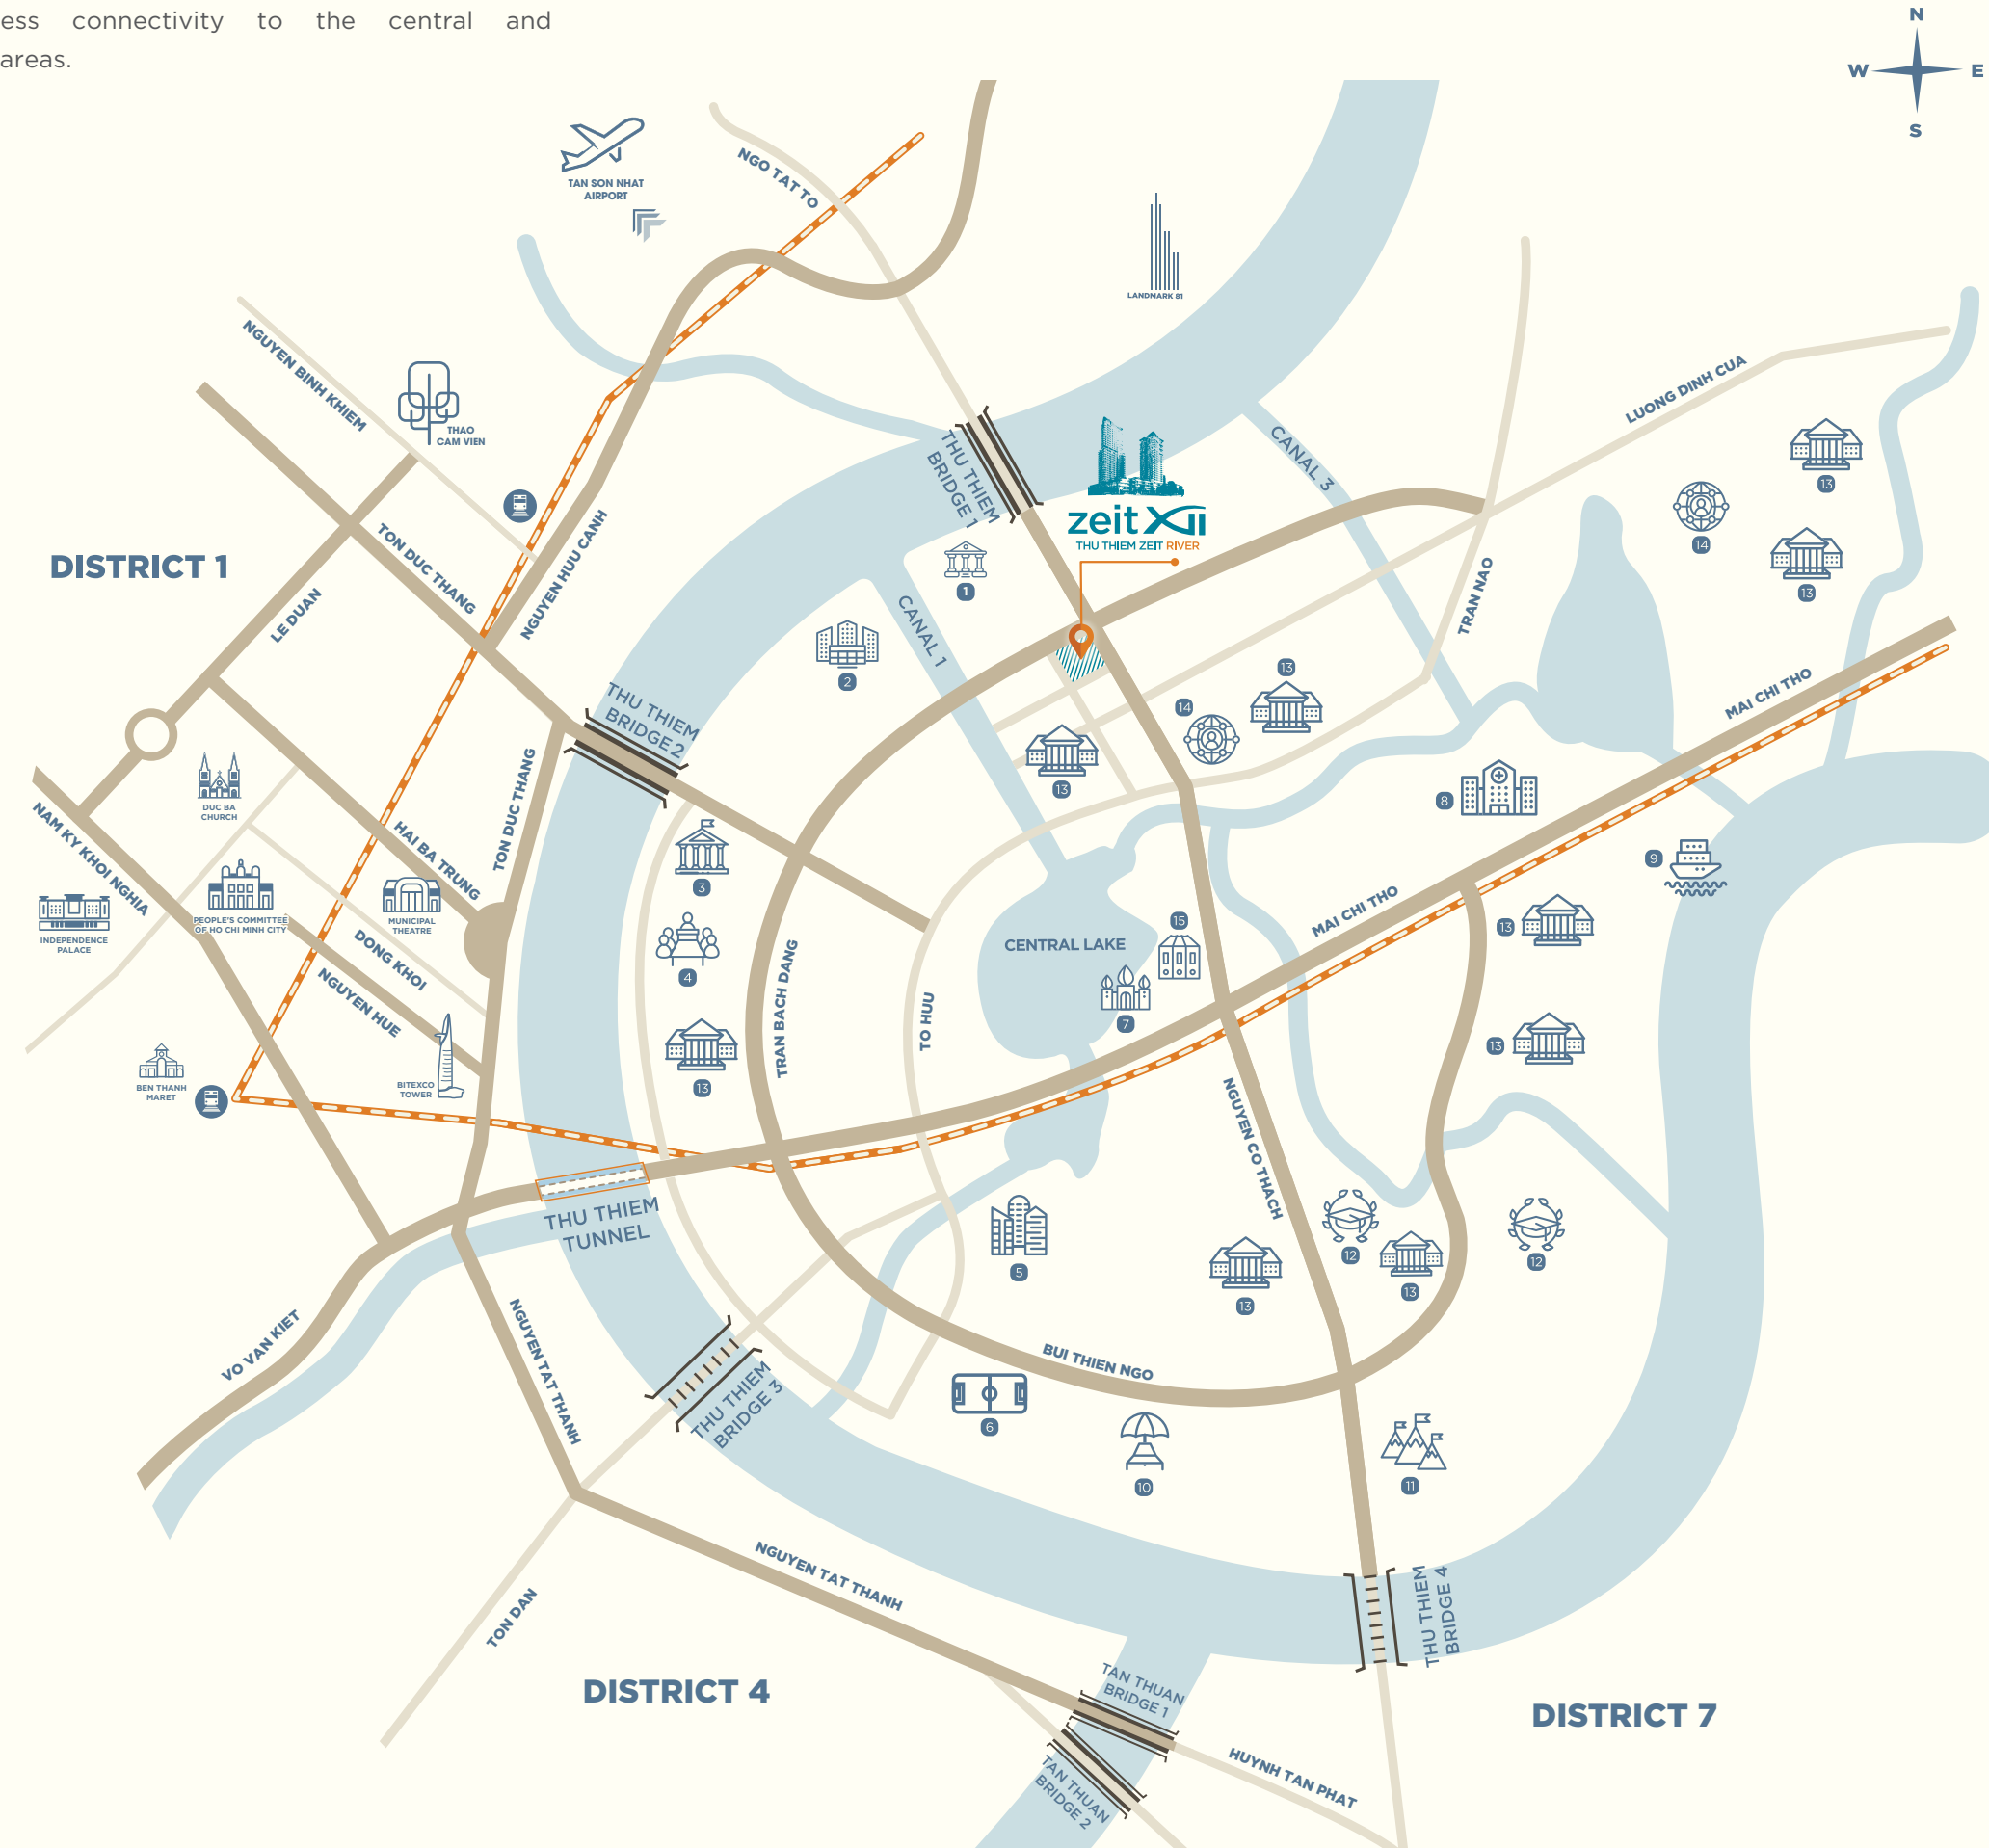 ess connectivity to the central and
areas.
N
W
E
S
TAN SON NHAT
AIRPORT
NGO TAT TO
LANDMARK 81
NGUYEN BINH KHIEM
THAO
CAM VIEN
LUONG DINH CUA
THU THIEM
BRIDGE 1
CANAL 3
zeit XII
THU THIEM ZEIT RIVER
13
14
13
DISTRICT 1
TON DUC THANG
NGUYEN HUU CANH
LE DUAN
1
CANAL 1
2
TRAN NAO
13
14
13
THU THIEM
BRIDGE 2
MAI CHI THO
8
9
DUC BA
CHURCH
TON DUC THANG
HAI BA TRUNG
NAM KY KHOI NGHIA
INDEPENDENCE
PALACE
PEOPLE'S COMMITTEE
OF HO CHI MINH CITY
MUNICIPAL
THEATRE
DONG KHOI
NGUYEN HUE
3
4
13
TRAN BACH DANG
TO HUU
CENTRAL LAKE
15
7
MAI CHI THO
13
13
BEN THANH
MARET
BITEXCO
TOWER
THU THIEM
TUNNEL
NGUYEN CO THACH
5
13
12
13
12
VO VAN KIET
NGUYEN TAT THANH
THU THIEM
BRIDGE 3
BUI THIEN NGO
6
10
11
NGUYEN TAT THANH
TON DAN
THU THIEM
BRIDGE 4
DISTRICT 4
TAN THUAN
BRIDGE 1
DISTRICT 7
TAN THUAN
BRIDGE 2
HUYNH TAN PHAT